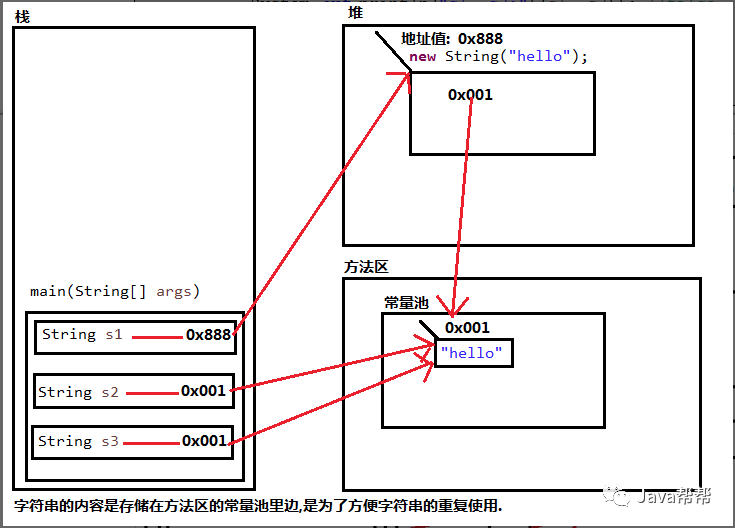 栈
堆
地址值: 0x888
new String("hello");
0x001
方法区
常量池
0x001
"hello"
main(String[] args)
String s1 0x888
String s2 0x001
String s3 0x001
Java帮帮
字符串的内容是存储在方法区的常量池里边,是为了方便字符串的重复使用.